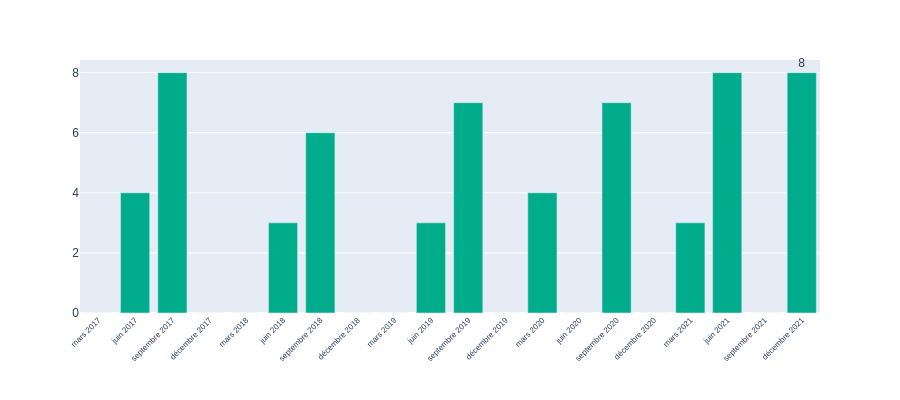 8
8
6
4
2
0
mars 2017
juin 2017
septembre 2017
décembre 2017
mars 2018
juin 2018
septembre 2018
décembre 2018
mars 2019
juin 2019
septembre 2019
décembre 2019
mars 2020
juin 2020
septembre 2020
décembre 2020
mars 2021
juin 2021
septembre 2021
décembre 2021